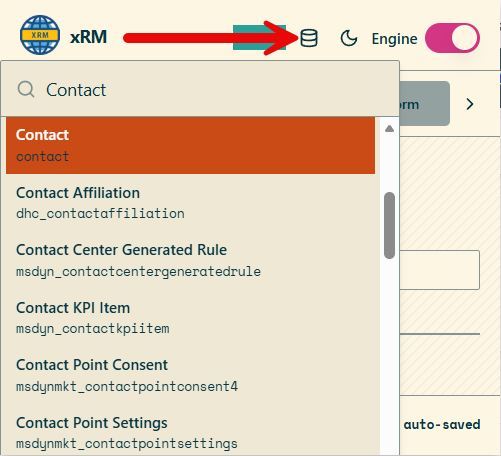 XRM
xRM
Engine
Contact
orm
Contact
contact
Contact Affiliation
dhc_contactaffiliation
Contact Center Generated Rule
msdyn_contactcentergeneratedrule
Contact KPI Item
msdyn_contactkpiitem
Contact Point Consent
msdynmkt_contactpointconsent4
Contact Point Settings
auto-saved
msdynmkt_contactpointsettings